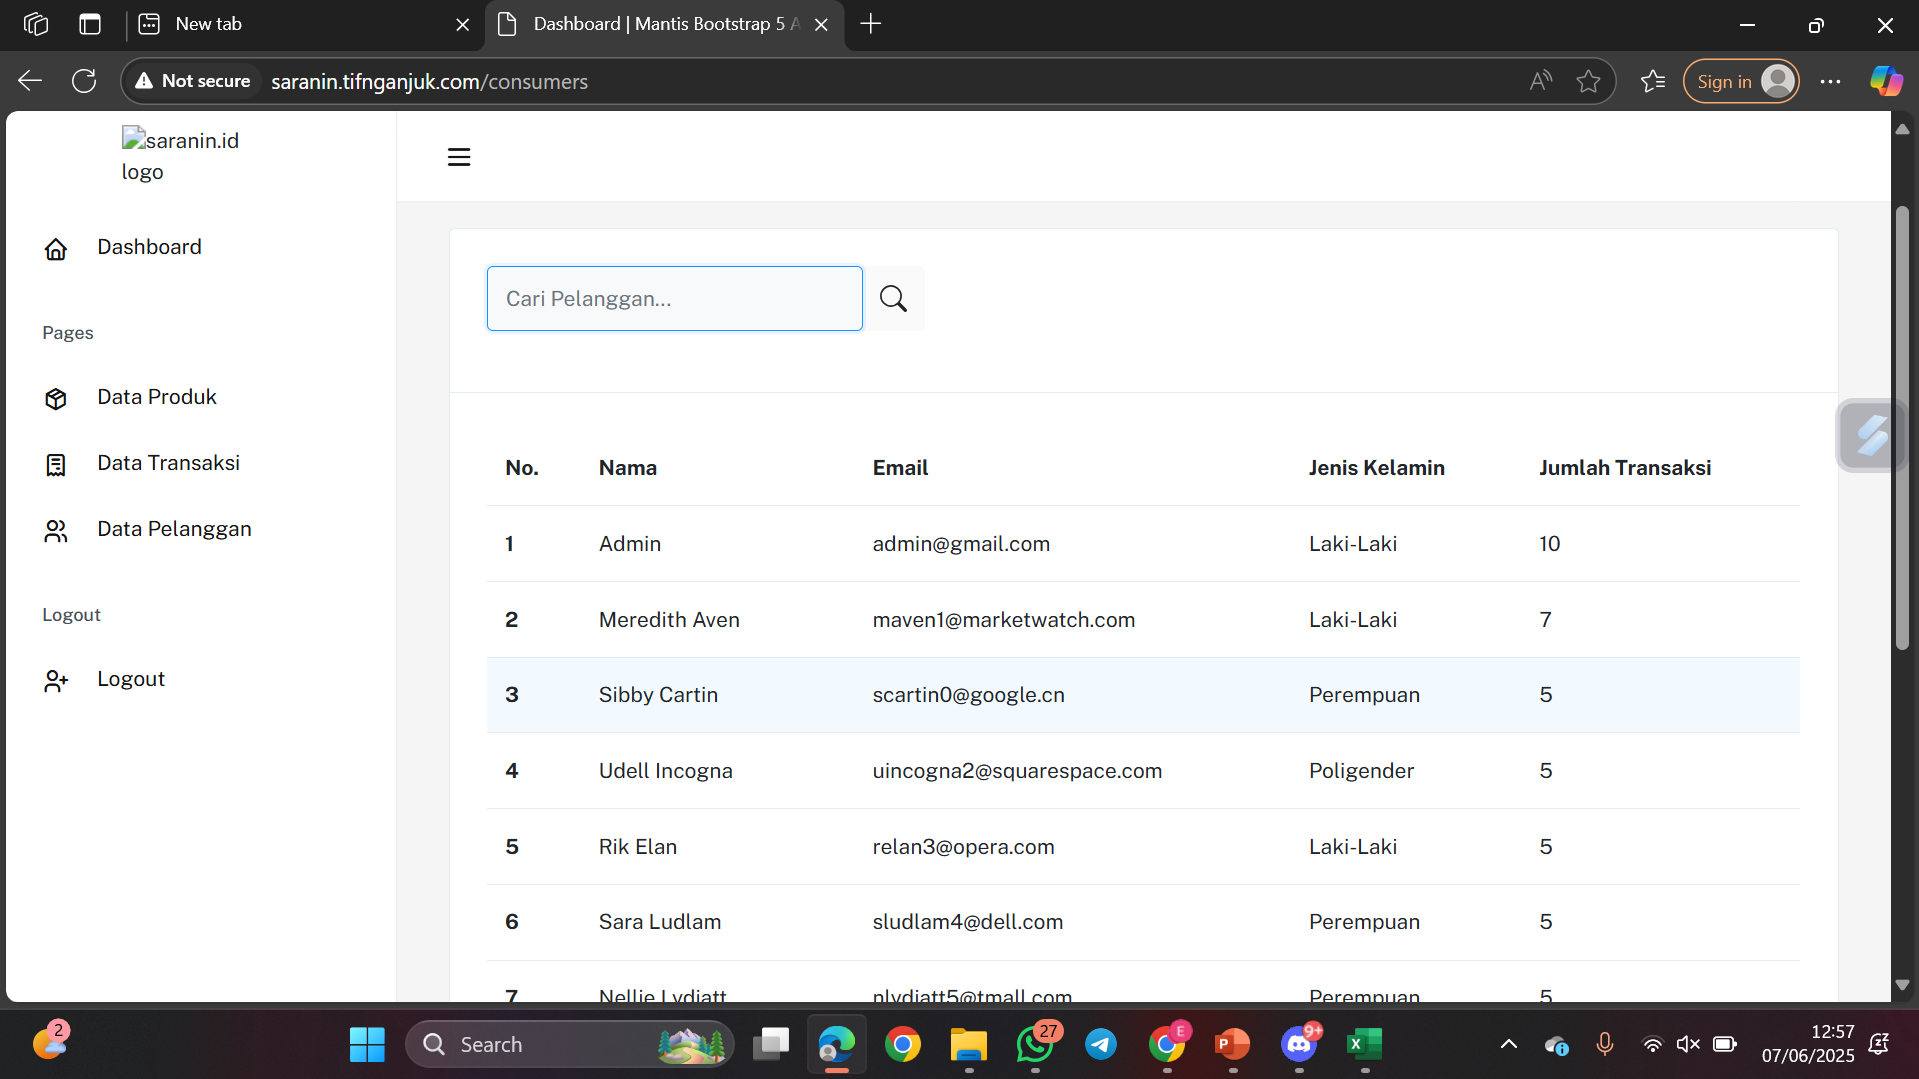 New tab
Dashboard | Mantis Bootstrap 5 A
Not secure
saranin.tifnganjuk.com/consumers
Sign in
saranin.id
logo
Dashboard
Pages
Data Produk
Data Transaksi
Data Pelanggan
Logout
Logout
Cari Pelanggan...
No. Nama Email Jenis Kelamin Jumlah Transaksi
1 Admin admin@gmail.com Laki-Laki 10
2 Meredith Aven maven1@marketwatch.com Laki-Laki 7
3 Sibby Cartin scartin0@google.cn Perempuan 5
4 Udell Incogna uincogna2@squarespace.com Poligender 5
5 Rik Elan relan3@opera.com Laki-Laki 5
6 Sara Ludlam sludlam4@dell.com Perempuan 5
7 Nellie Lydiatt nlydiatt5@tmall.com Perempuan 5
2
Search
27
E
P
9+
X
12:57
07/06/2025